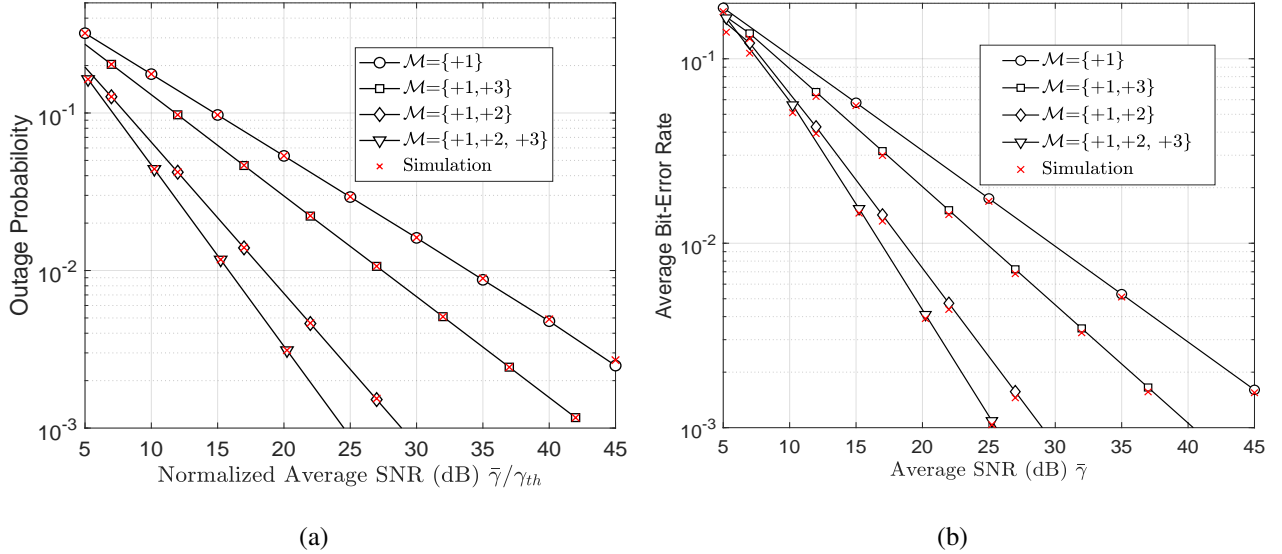 10^{-1}
10^{-2}
10^{-3}
Outage Probability
5 10 15 20 25 30 35 40 45
Normalized Average SNR (dB) γ̄/γ_{th}
ℳ={+1}
ℳ={+1,+3}
ℳ={+1,+2}
ℳ={+1,+2, +3}
Simulation
(a)
10^{-1}
10^{-2}
10^{-3}
Average Bit-Error Rate
5 10 15 20 25 30 35 40 45
Average SNR (dB) γ̄
ℳ={+1}
ℳ={+1,+3}
ℳ={+1,+2}
ℳ={+1,+2, +3}
Simulation
(b)